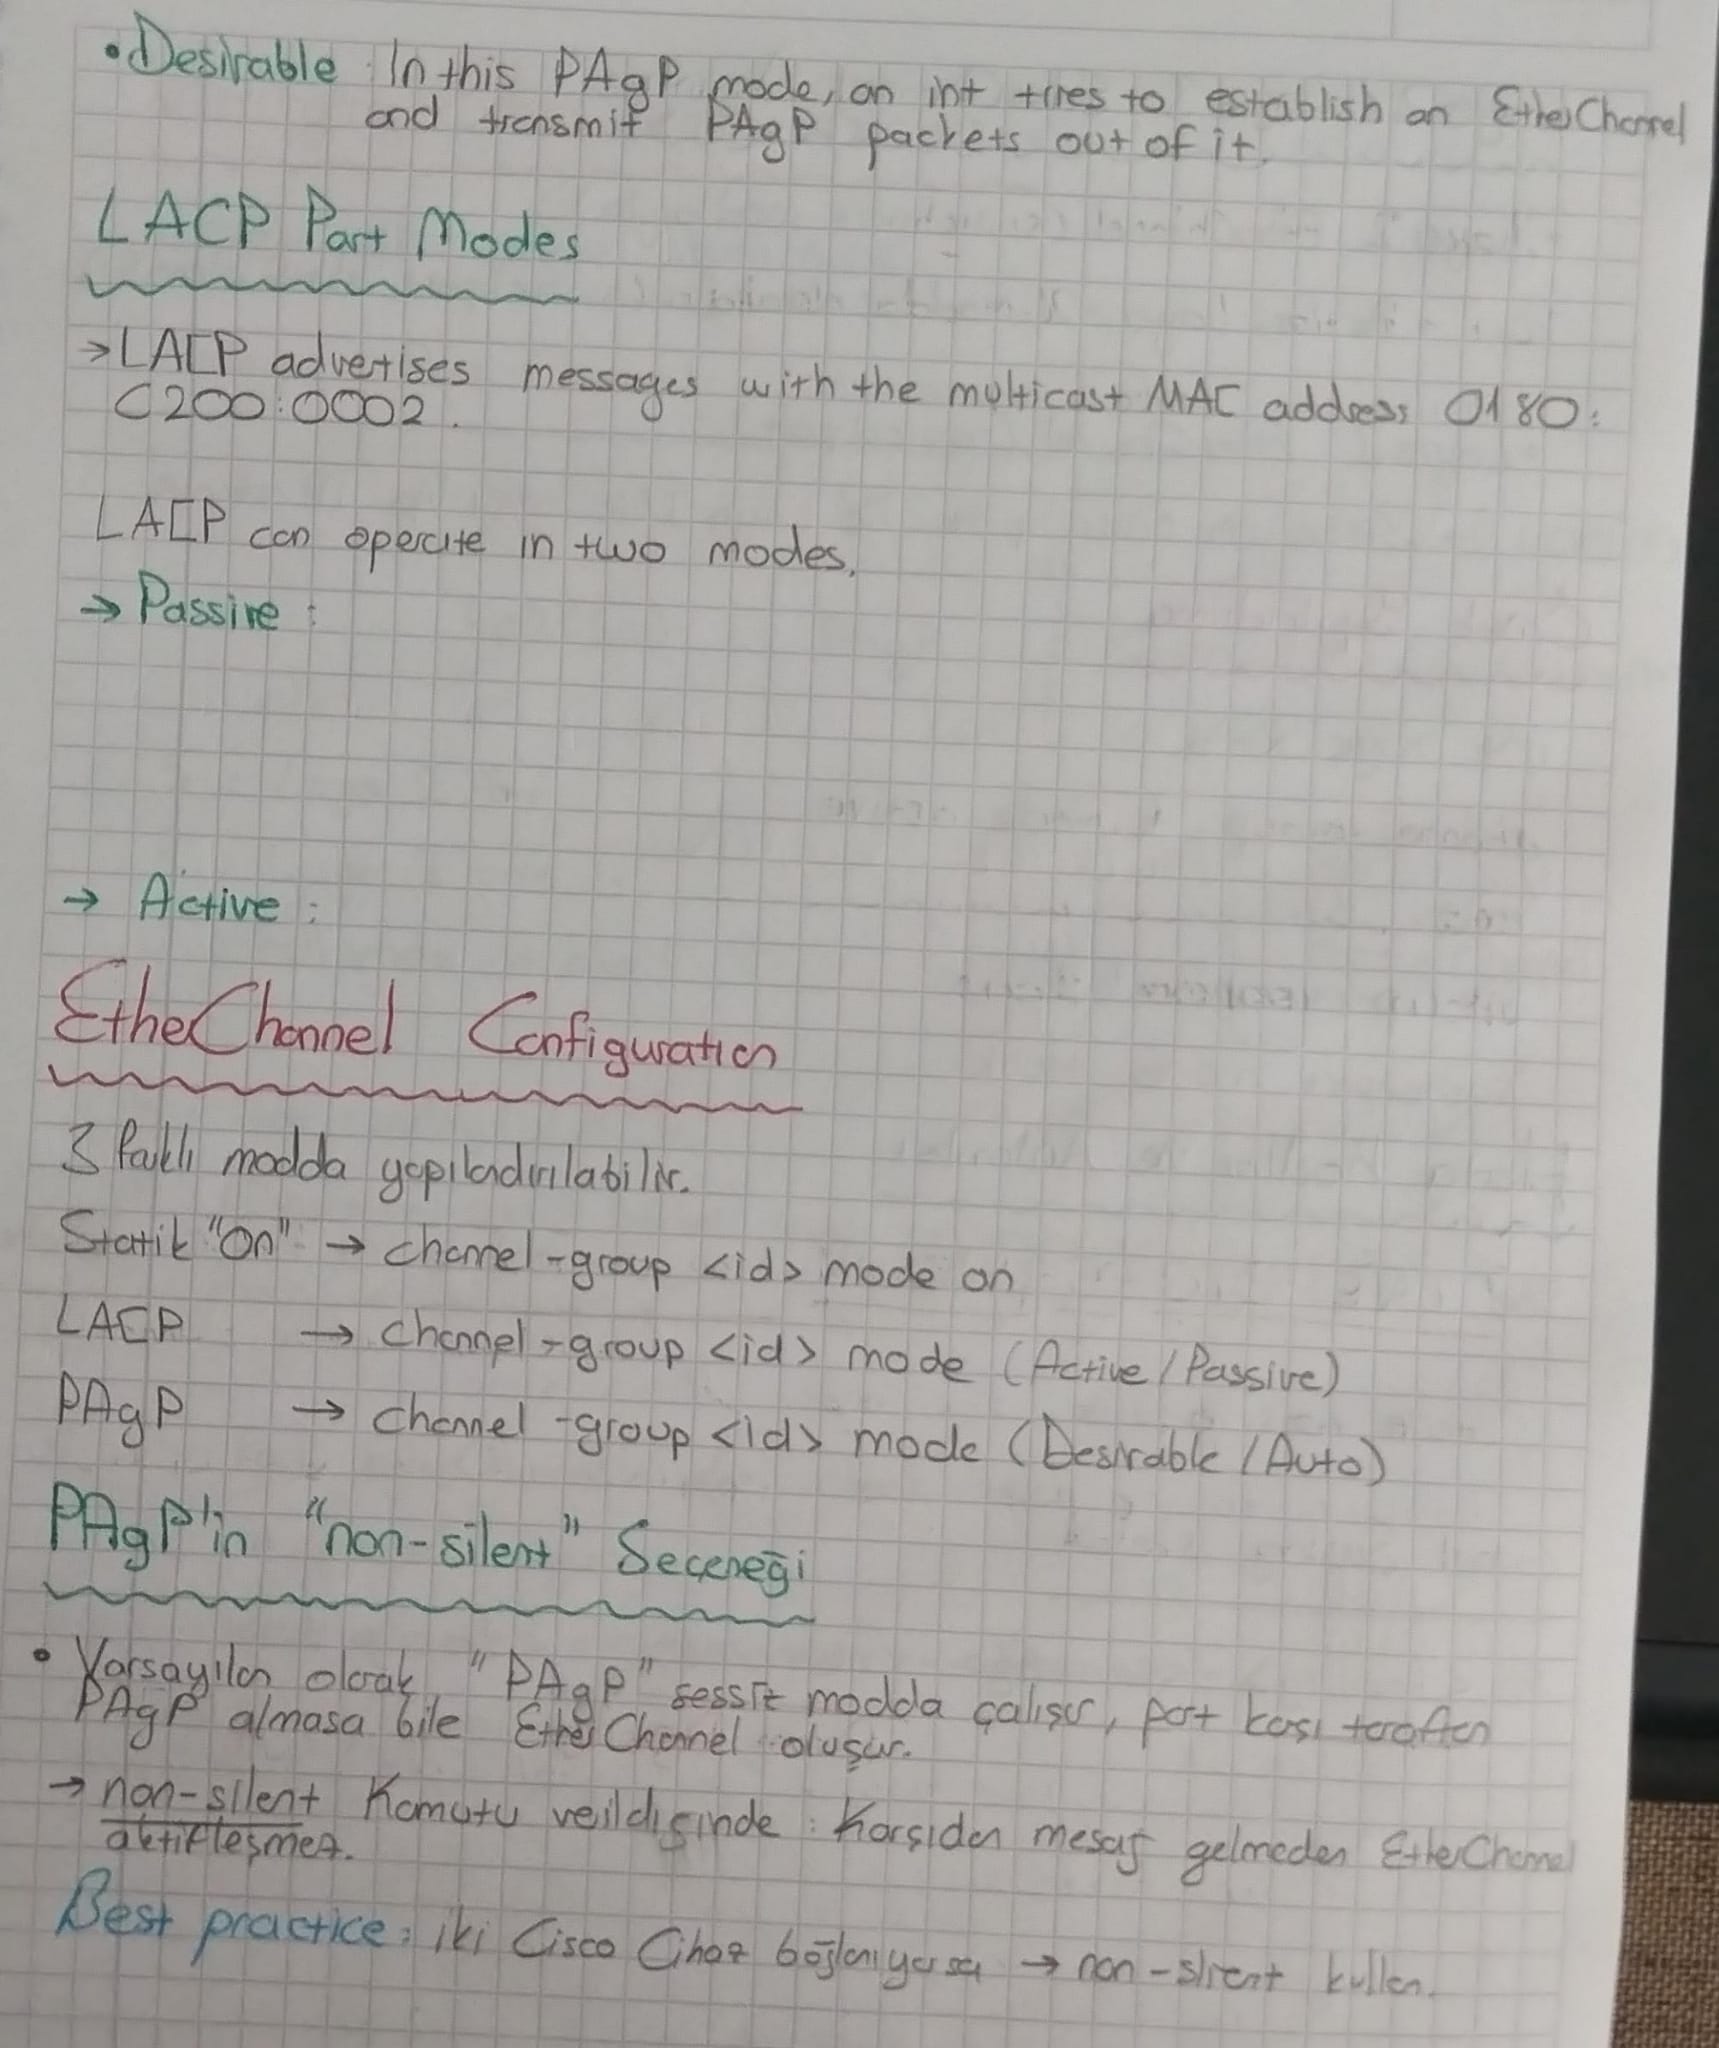 • Desirable : In this PAgP mode, an int tires to establish an EtherChannel
and transmit PAgP packets out of it.
LACP Port Modes
→ LACP advertises messages with the multicast MAC address 0180:
C200:0002.
LACP can operate in two modes.
→ Passive :
→ Active :
EtherChannel Configuration
3 farklı modda yapılandırılabilir.
Statik "On" → channel-group <id> mode on
LACP → channel-group <id> mode (Active / Passive)
PAgP → channel-group <id> mode (Desirable / Auto)
PAgP'in "non-silent" Seçeneği
• Varsayılan olarak "PAgP" sessiz modda çalışır, port karşı taraftan
PAgP almasa bile EtherChannel oluşur.
→ non-silent Komutu verildiğinde : Karşıdan mesaj gelmeden EtherChannel
aktifleşmez.
Best practice : iki Cisco Cihaz bağlanıyorsa → non-silent kullan.